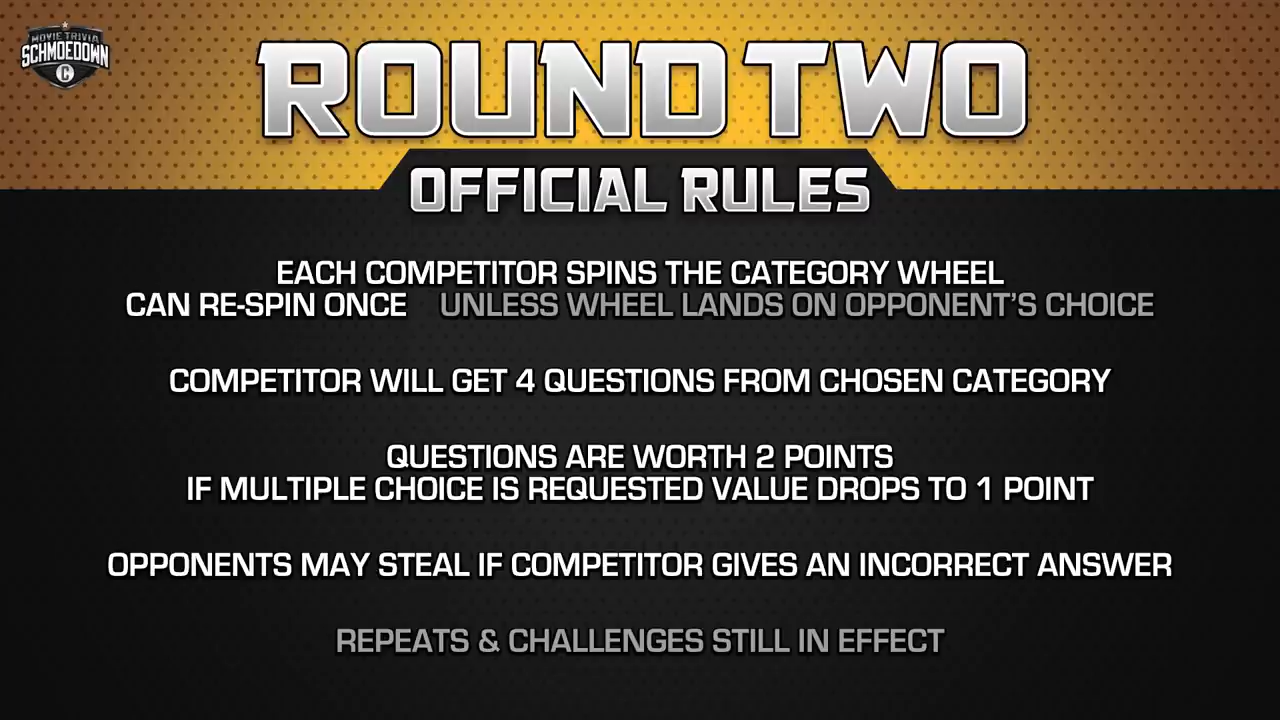 MOVIE TRIVIA
SCHMOEDOWN
C
ROUND TWO
OFFICIAL RULES
EACH COMPETITOR SPINS THE CATEGORY WHEEL
CAN RE-SPIN ONCE UNLESS WHEEL LANDS ON OPPONENT'S CHOICE
COMPETITOR WILL GET 4 QUESTIONS FROM CHOSEN CATEGORY
QUESTIONS ARE WORTH 2 POINTS
IF MULTIPLE CHOICE IS REQUESTED VALUE DROPS TO 1 POINT
OPPONENTS MAY STEAL IF COMPETITOR GIVES AN INCORRECT ANSWER
REPEATS & CHALLENGES STILL IN EFFECT